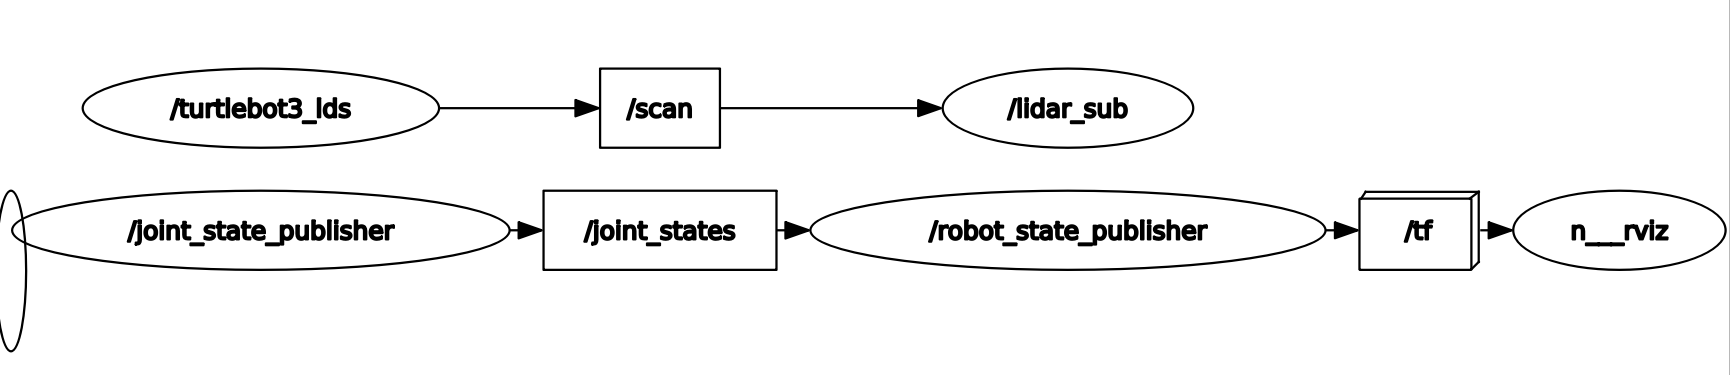 /turtlebot3_lds /scan /lidar_sub
/joint_state_publisher /joint_states /robot_state_publisher /tf n___rviz